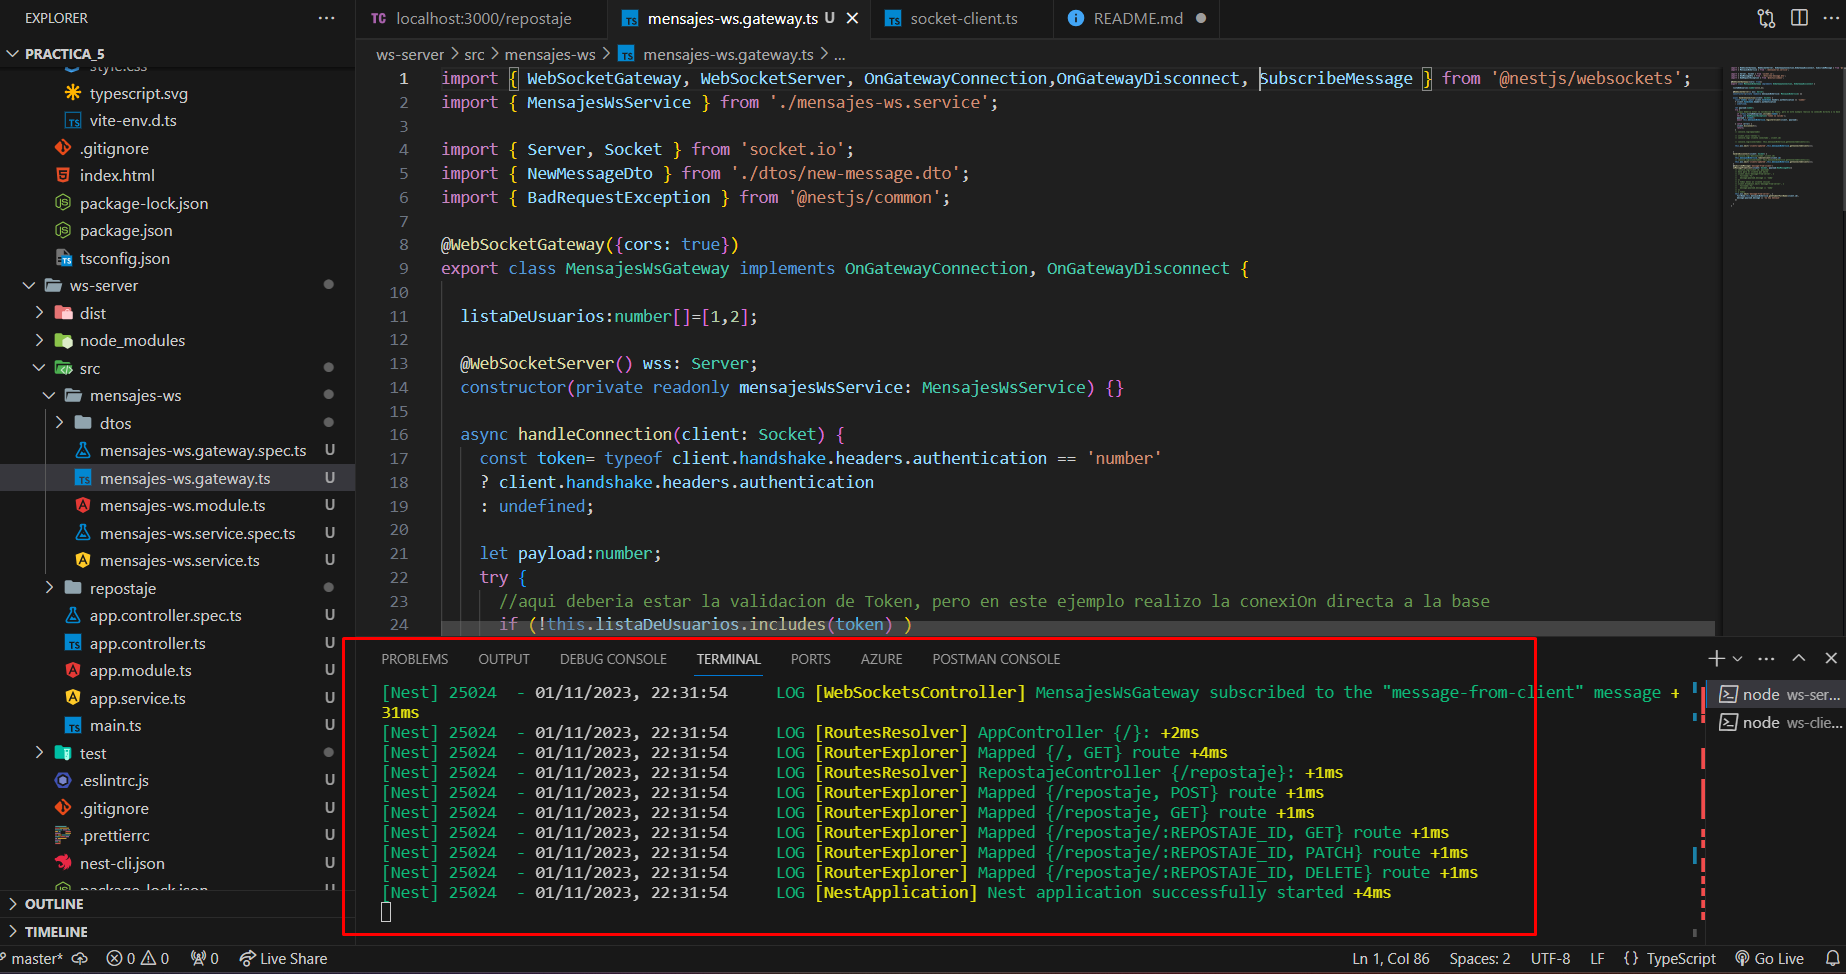 EXPLORER
PRACTICA_5
style.css
typescript.svg
vite-env.d.ts
.gitignore
index.html
package-lock.json
package.json
tsconfig.json
ws-server
dist
node_modules
src
mensajes-ws
dtos
mensajes-ws.gateway.spec.ts U
mensajes-ws.gateway.ts U
mensajes-ws.module.ts U
mensajes-ws.service.spec.ts U
mensajes-ws.service.ts U
repostaje
app.controller.spec.ts U
app.controller.ts U
app.module.ts U
app.service.ts U
main.ts U
test
.eslintrc.js U
.gitignore U
.prettierrc U
nest-cli.json U
package-lock.json U
OUTLINE
TIMELINE
TC localhost:3000/repostaje
TS mensajes-ws.gateway.ts U
TS socket-client.ts
README.md
ws-server > src > mensajes-ws > TS mensajes-ws.gateway.ts > ...
1 import { WebSocketGateway, WebSocketServer, OnGatewayConnection,OnGatewayDisconnect, SubscribeMessage } from '@nestjs/websockets';
2 import { MensajesWsService } from './mensajes-ws.service';
3
4 import { Server, Socket } from 'socket.io';
5 import { NewMessageDto } from './dtos/new-message.dto';
6 import { BadRequestException } from '@nestjs/common';
7
8 @WebSocketGateway({cors: true})
9 export class MensajesWsGateway implements OnGatewayConnection, OnGatewayDisconnect {
10
11 listaDeUsuarios:number[]=[1,2];
12
13 @WebSocketServer() wss: Server;
14 constructor(private readonly mensajesWsService: MensajesWsService) {}
15
16 async handleConnection(client: Socket) {
17 const token= typeof client.handshake.headers.authentication == 'number'
18 ? client.handshake.headers.authentication
19 : undefined;
20
21 let payload:number;
22 try {
23 //aqui deberia estar la validacion de Token, pero en este ejemplo realizo la conexiOn directa a la base
24 if (!this.listaDeUsuarios.includes(token) )
PROBLEMS OUTPUT DEBUG CONSOLE TERMINAL PORTS AZURE POSTMAN CONSOLE
[Nest] 25024 - 01/11/2023, 22:31:54 LOG [WebSocketsController] MensajesWsGateway subscribed to the "message-from-client" message +
31ms
[Nest] 25024 - 01/11/2023, 22:31:54 LOG [RoutesResolver] AppController {/}: +2ms
[Nest] 25024 - 01/11/2023, 22:31:54 LOG [RouterExplorer] Mapped {/, GET} route +4ms
[Nest] 25024 - 01/11/2023, 22:31:54 LOG [RoutesResolver] RepostajeController {/repostaje}: +1ms
[Nest] 25024 - 01/11/2023, 22:31:54 LOG [RouterExplorer] Mapped {/repostaje, POST} route +1ms
[Nest] 25024 - 01/11/2023, 22:31:54 LOG [RouterExplorer] Mapped {/repostaje, GET} route +1ms
[Nest] 25024 - 01/11/2023, 22:31:54 LOG [RouterExplorer] Mapped {/repostaje/:REPOSTAJE_ID, GET} route +1ms
[Nest] 25024 - 01/11/2023, 22:31:54 LOG [RouterExplorer] Mapped {/repostaje/:REPOSTAJE_ID, PATCH} route +1ms
[Nest] 25024 - 01/11/2023, 22:31:54 LOG [RouterExplorer] Mapped {/repostaje/:REPOSTAJE_ID, DELETE} route +1ms
[Nest] 25024 - 01/11/2023, 22:31:54 LOG [NestApplication] Nest application successfully started +4ms
node ws-ser...
node ws-clie...
master* 0 0 0 Live Share
Ln 1, Col 86 Spaces: 2 UTF-8 LF {} TypeScript Go Live